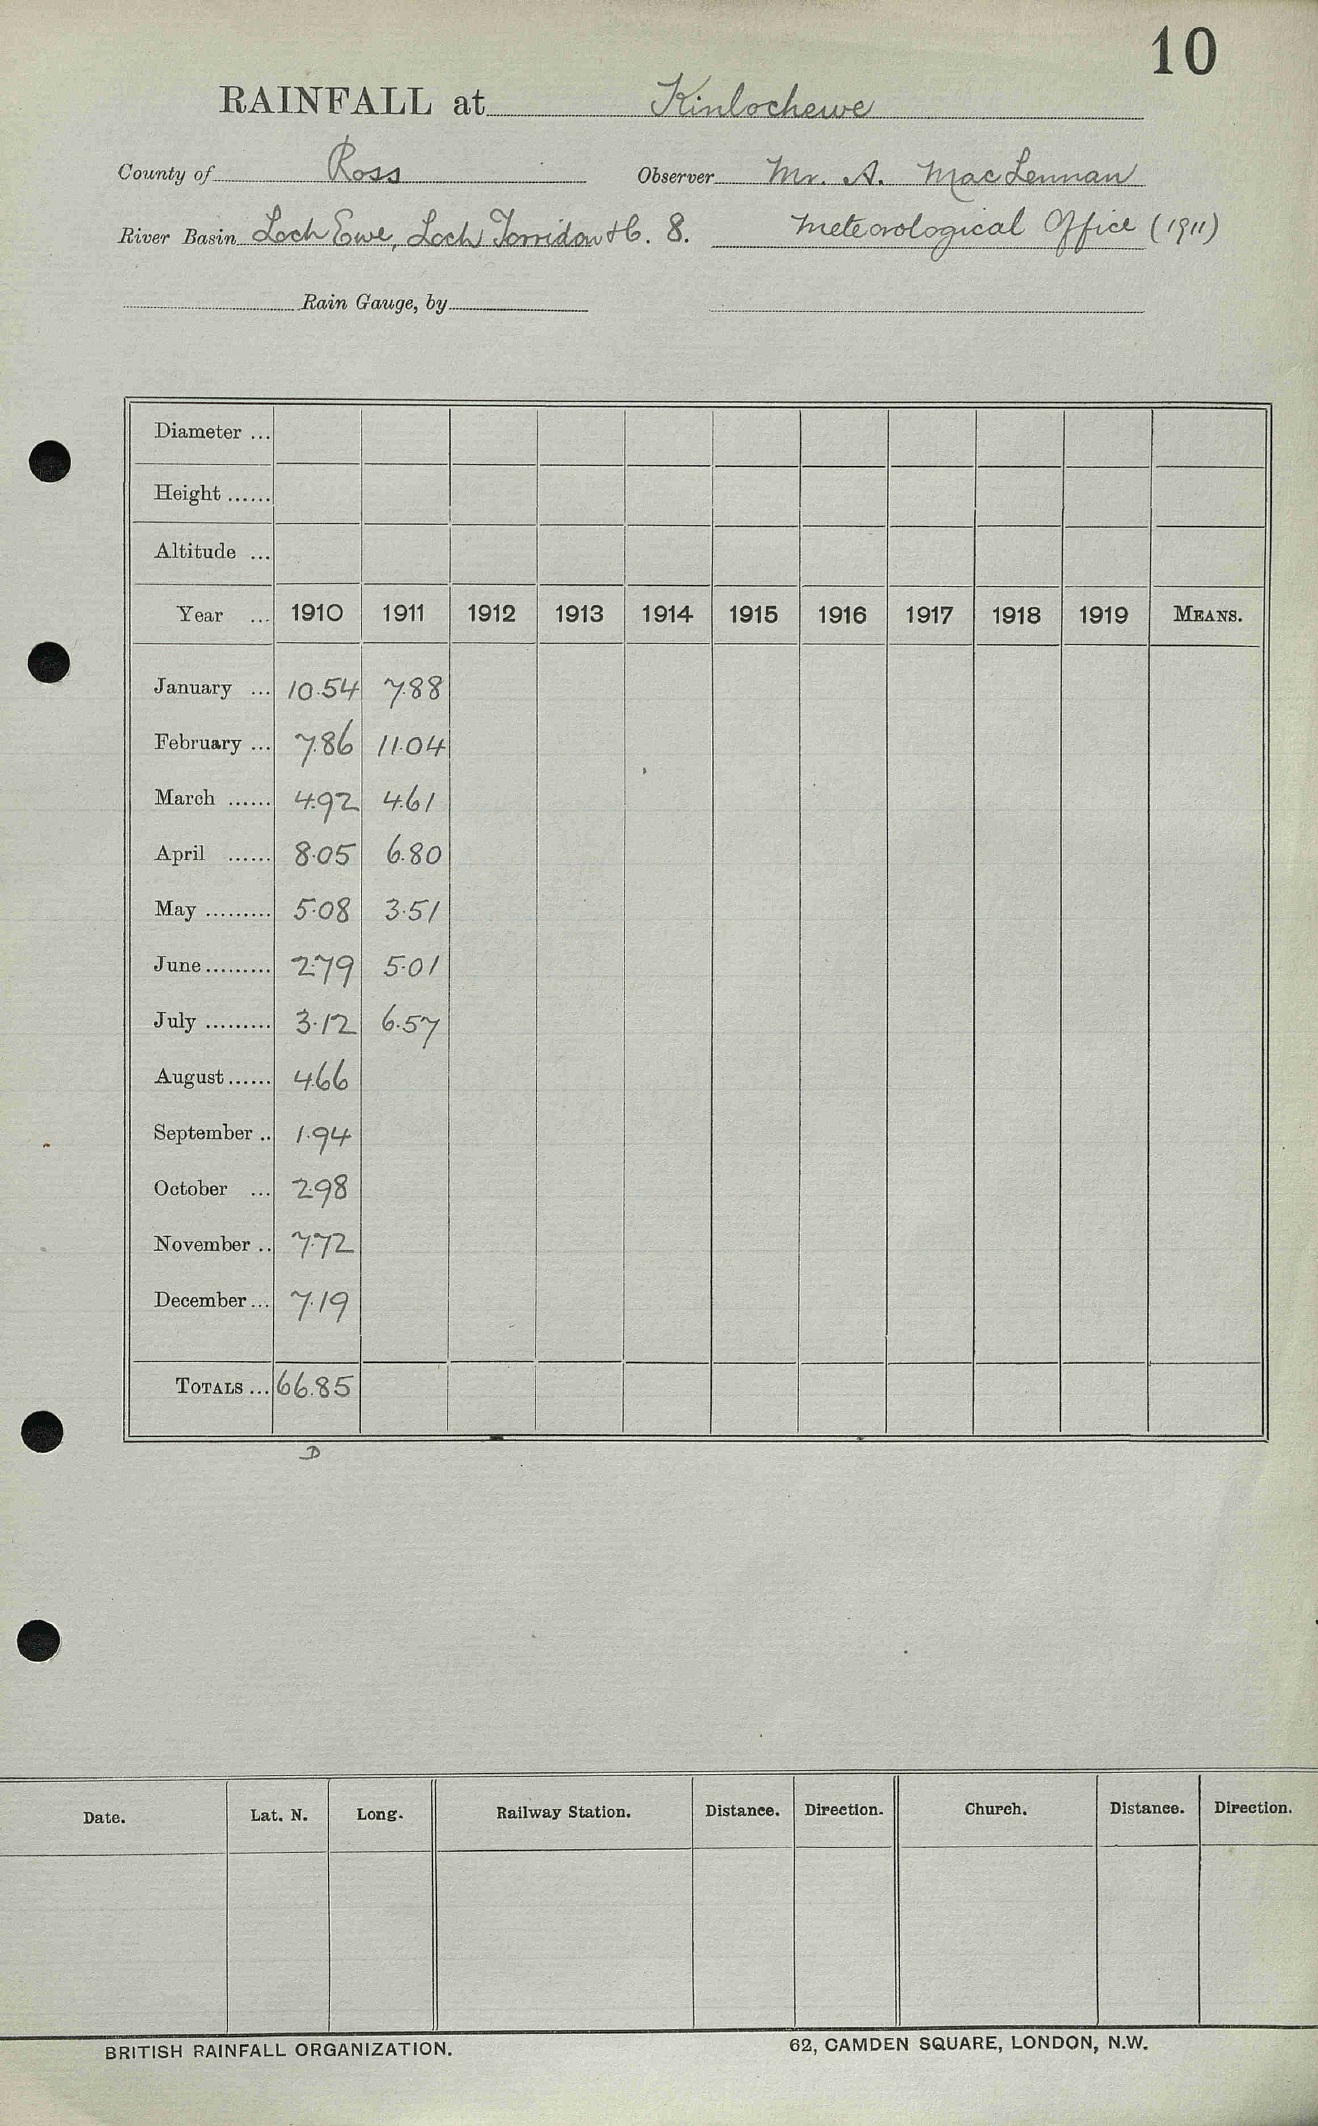 10
RAINFALL at Kinlochewe
County of Ross Observer Mr. A. MacLennan
River Basin Loch Ewe, Loch Torridon &c. 8. Meteorological Office (1911)
Rain Gauge, by
Diameter ...
Height ......
Altitude ...
Year ... 1910 1911 1912 1913 1914 1915 1916 1917 1918 1919 MEANS.
January ... 10.54 7.88
February ... 7.86 11.04
March ...... 4.92 4.61
April ...... 8.05 6.80
May ......... 5.08 3.51
June ......... 2.79 5.01
July ......... 3.12 6.57
August ...... 4.66
September .. 1.94
October ... 2.98
November .. 7.72
December ... 7.19
TOTALS ... 66.85
D
Date. Lat. N. Long. Railway Station. Distance. Direction. Church. Distance. Direction.
BRITISH RAINFALL ORGANIZATION. 62, CAMDEN SQUARE, LONDON, N.W.